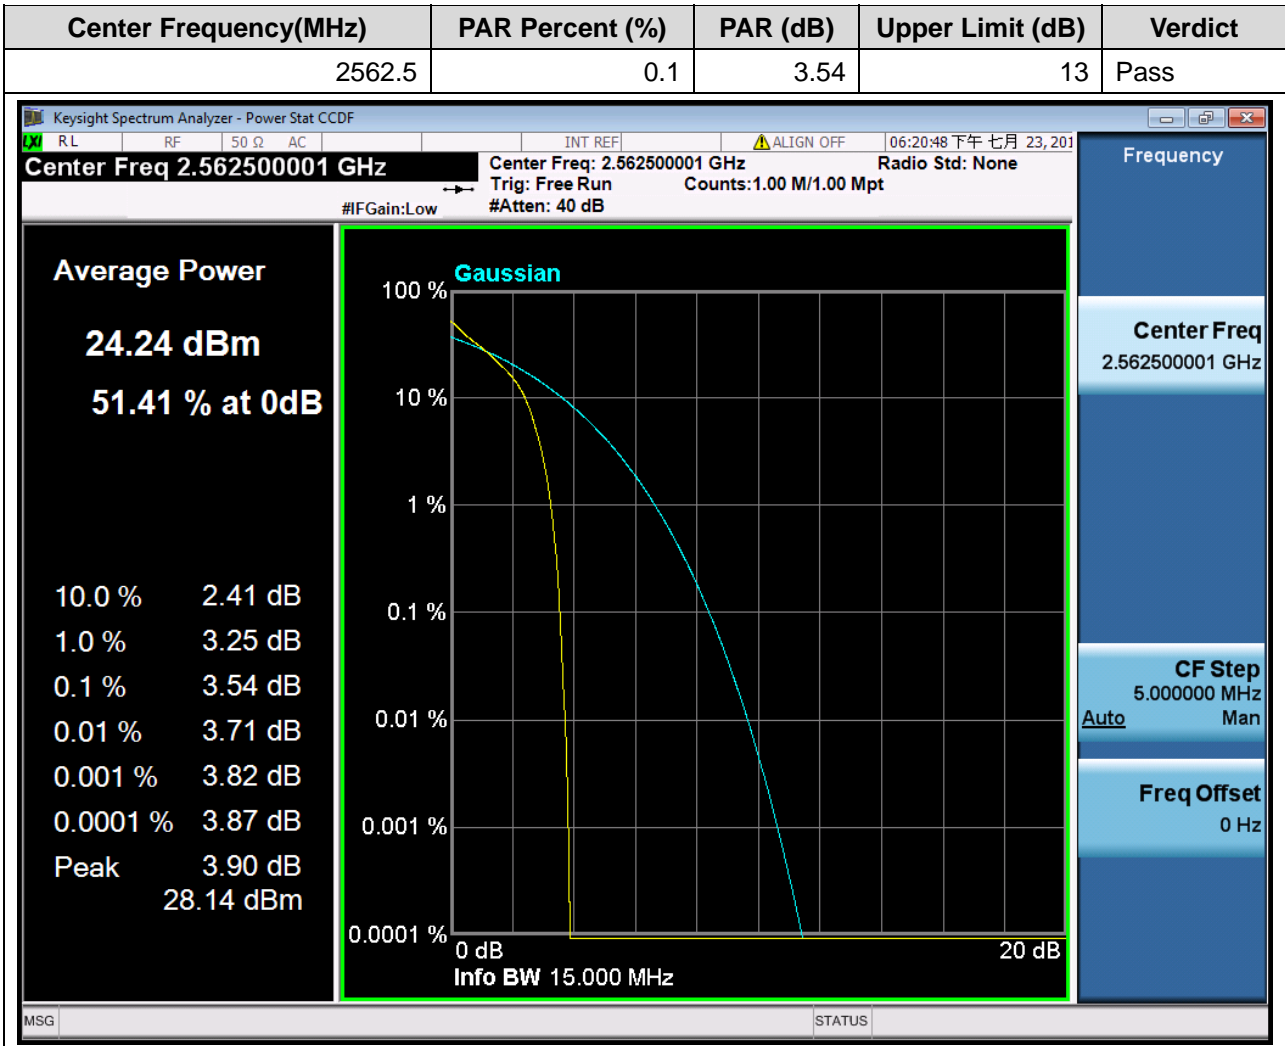 Center Frequency(MHz) PAR Percent (%) PAR (dB) Upper Limit (dB) Verdict
2562.5 0.1 3.54 13 Pass
Keysight Spectrum Analyzer - Power Stat CCDF
LXI RL RF 50 Ω AC INT REF ALIGN OFF 06:20:48 下午 七月 23, 201
Center Freq 2.562500001 GHz
Center Freq: 2.562500001 GHz Radio Std: None
Trig: Free Run Counts:1.00 M/1.00 Mpt
#IFGain:Low #Atten: 40 dB
Average Power
24.24 dBm
51.41 % at 0dB
10.0 % 2.41 dB
1.0 % 3.25 dB
0.1 % 3.54 dB
0.01 % 3.71 dB
0.001 % 3.82 dB
0.0001 % 3.87 dB
Peak 3.90 dB
28.14 dBm
Gaussian
100 %
10 %
1 %
0.1 %
0.01 %
0.001 %
0.0001 %
0 dB 20 dB
Info BW 15.000 MHz
Frequency
Center Freq
2.562500001 GHz
CF Step
5.000000 MHz
Auto Man
Freq Offset
0 Hz
MSG STATUS